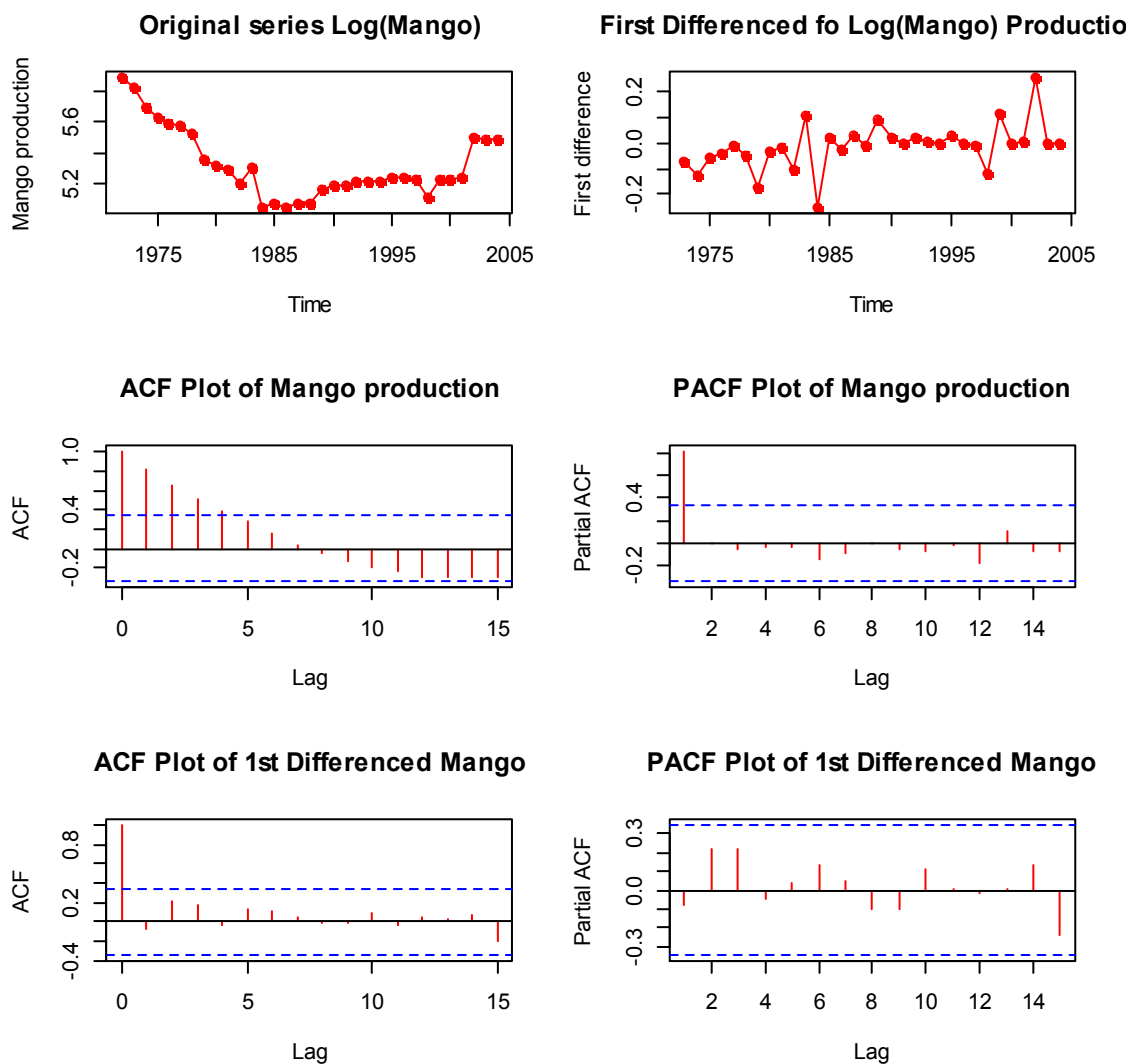 Original series Log(Mango)
Mango production
5.2 5.6
1975 1985 1995 2005
Time
First Differenced fo Log(Mango) Productio
First difference
-0.2 0.0 0.2
1975 1985 1995 2005
Time
ACF Plot of Mango production
ACF
-0.2 0.4 1.0
0 5 10 15
Lag
PACF Plot of Mango production
Partial ACF
-0.2 0.4
2 4 6 8 10 12 14
Lag
ACF Plot of 1st Differenced Mango
ACF
-0.4 0.2 0.8
0 5 10 15
Lag
PACF Plot of 1st Differenced Mango
Partial ACF
-0.3 0.0 0.3
2 4 6 8 10 12 14
Lag